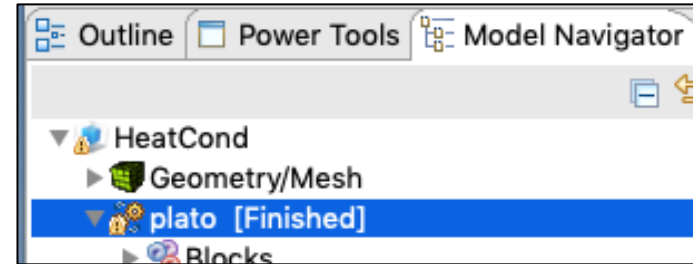 Outline Power Tools Model Navigator
HeatCond
Geometry/Mesh
plato [Finished]
Blocks